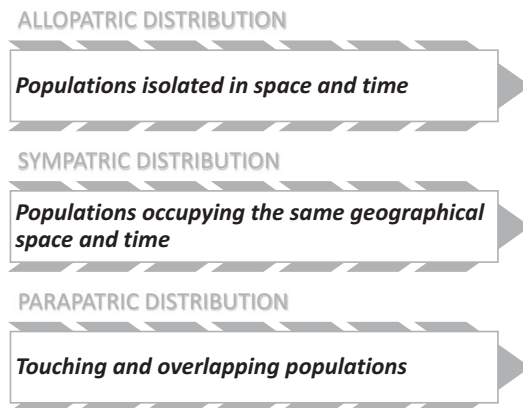 ALLOPATRIC DISTRIBUTION
Populations isolated in space and time
SYMPATRIC DISTRIBUTION
Populations occupying the same geographical
space and time
PARAPATRIC DISTRIBUTION
Touching and overlapping populations